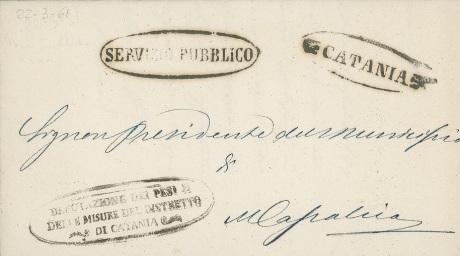 22-3-61
SERVIZIO PUBBLICO
CATANIA
Signor Presidente del Municipio
di
DEPUTAZIONE DEI PESI E
DELLE MISURE DEL DISTRETTO
DI CATANIA